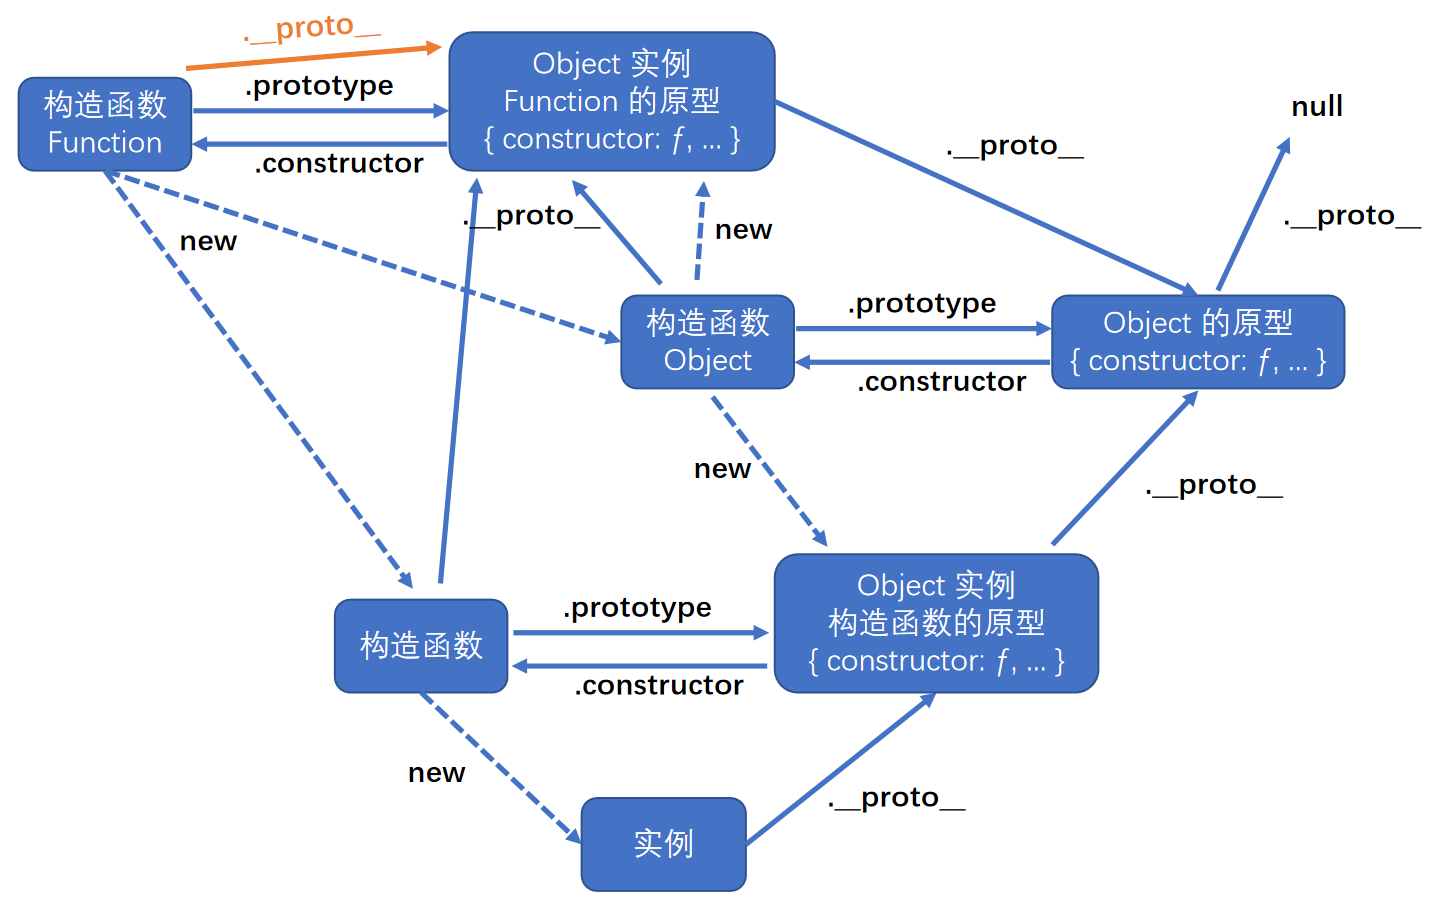 .__proto__
构造函数
Function
.prototype
.constructor
Object 实例
Function 的原型
{ constructor: ƒ, ... }
null
.__proto__
.__proto__
new
.__proto__
new
构造函数
Object
.prototype
.constructor
Object 的原型
{ constructor: ƒ, ... }
new
.__proto__
构造函数
.prototype
.constructor
Object 实例
构造函数的原型
{ constructor: ƒ, ... }
new
.__proto__
实例